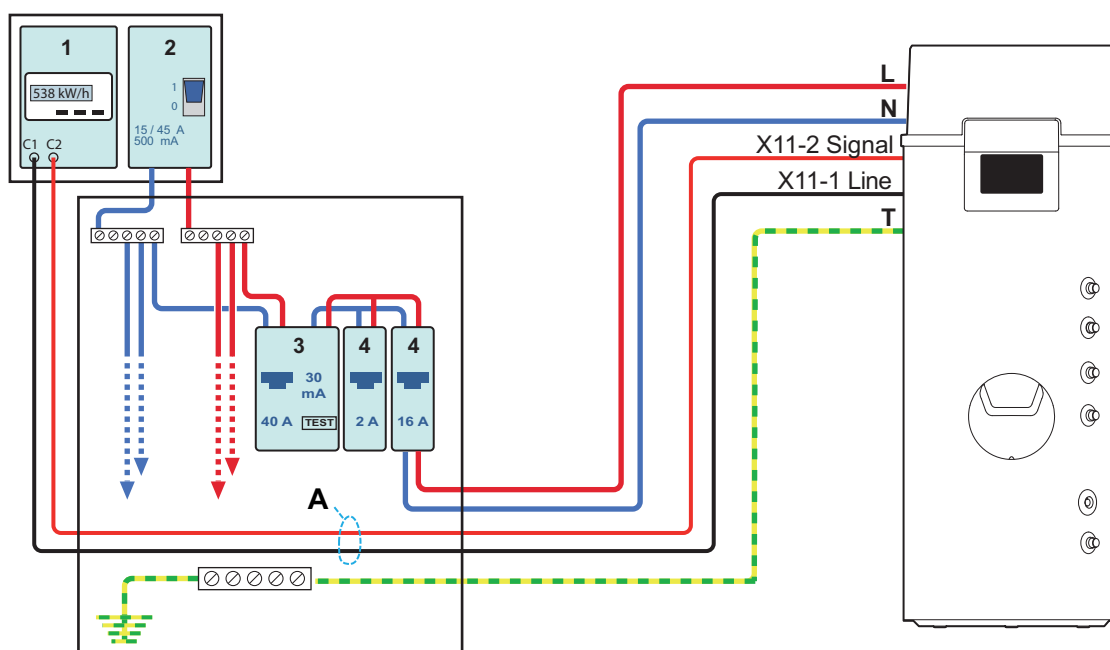 1
2
538 kW/h
1
0
15 / 45 A
500 mA
C1 C2
L
N
X11-2 Signal
X11-1 Line
T
3
4
4
30
mA
40 A
TEST
2 A
16 A
A